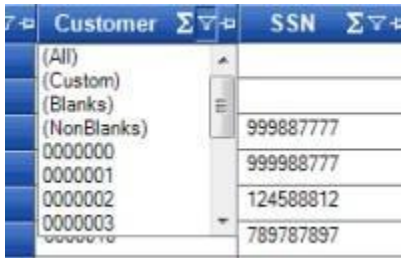 Customer Σ SSN Σ
(All)
(Custom)
(Blanks)
(NonBlanks) 999887777
0000000
0000001 999988777
0000002 124588812
0000003
789787897